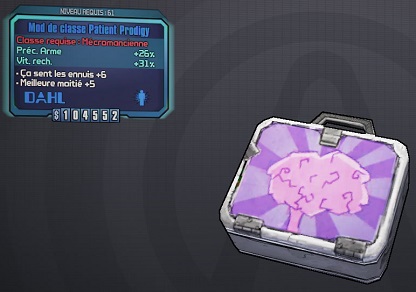 NIVEAU REQUIS : 61
Mod de classe Patient Prodigy
Classe requise - Mécromancienne
Préc. Arme +26%
Vit. rech. +31%
• Ça sent les ennuis +6
• Meilleure moitié +5
DAHL
$ 104552